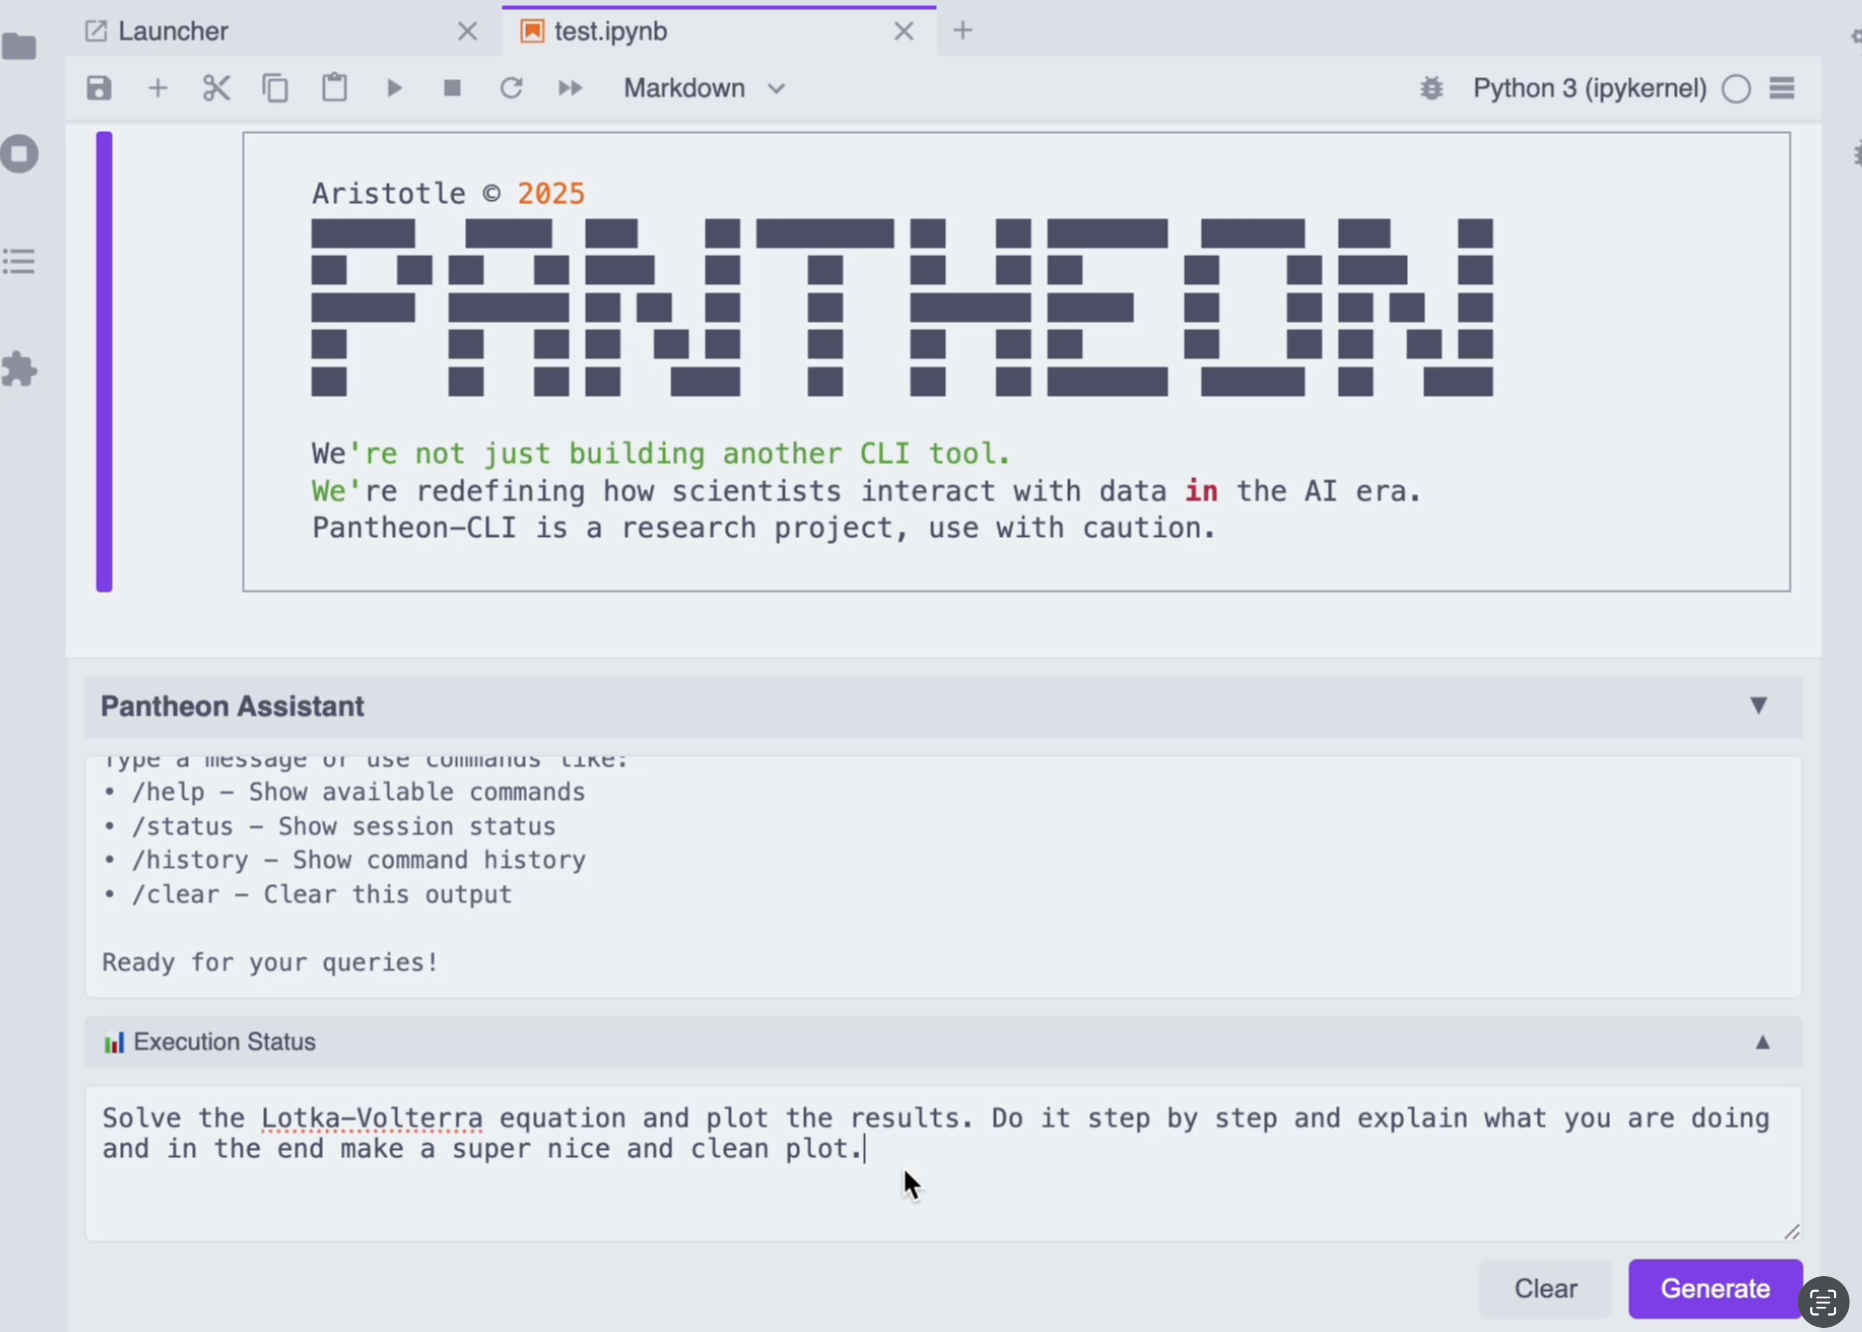 Launcher
test.ipynb
Markdown
Python 3 (ipykernel)
Aristotle © 2025
PANTHEON
We're not just building another CLI tool.
We're redefining how scientists interact with data in the AI era.
Pantheon-CLI is a research project, use with caution.
Pantheon Assistant
Type a message or use commands like:
• /help – Show available commands
• /status – Show session status
• /history – Show command history
• /clear – Clear this output
Ready for your queries!
Execution Status
Solve the Lotka-Volterra equation and plot the results. Do it step by step and explain what you are doing
and in the end make a super nice and clean plot.
Clear
Generate